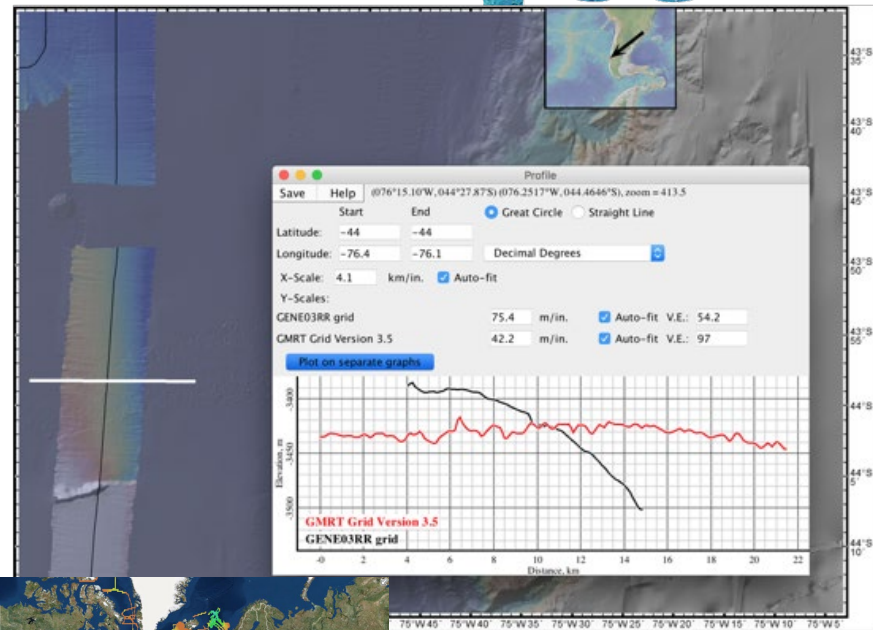 Profile
Save Help (076°15.10'W, 044°27.87'S) (076.2517°W, 044.4646°S), zoom = 413.5
Start End Great Circle Straight Line
Latitude: -44 -44
Longitude: -76.4 -76.1 Decimal Degrees
X-Scale: 4.1 km/in. Auto-fit
Y-Scales:
GENE03RR grid 75.4 m/in. Auto-fit V.E.: 54.2
GMRT Grid Version 3.5 42.2 m/in. Auto-fit V.E.: 97
Plot on separate graphs
Elevation, m
-3400
-3450
-3500
GMRT Grid Version 3.5
GENE03RR grid
-0 2 4 6 8 10 12 14 16 18 20 22
Distance, km
43°S 35'
43°S 40'
43°S 45'
43°S 50'
43°S 55'
44°S
44°S 5'
44°S 10'
75°W45' 75°W40' 75°W35' 75°W30' 75°W25' 75°W20' 75°W15' 75°W10' 75°W5'